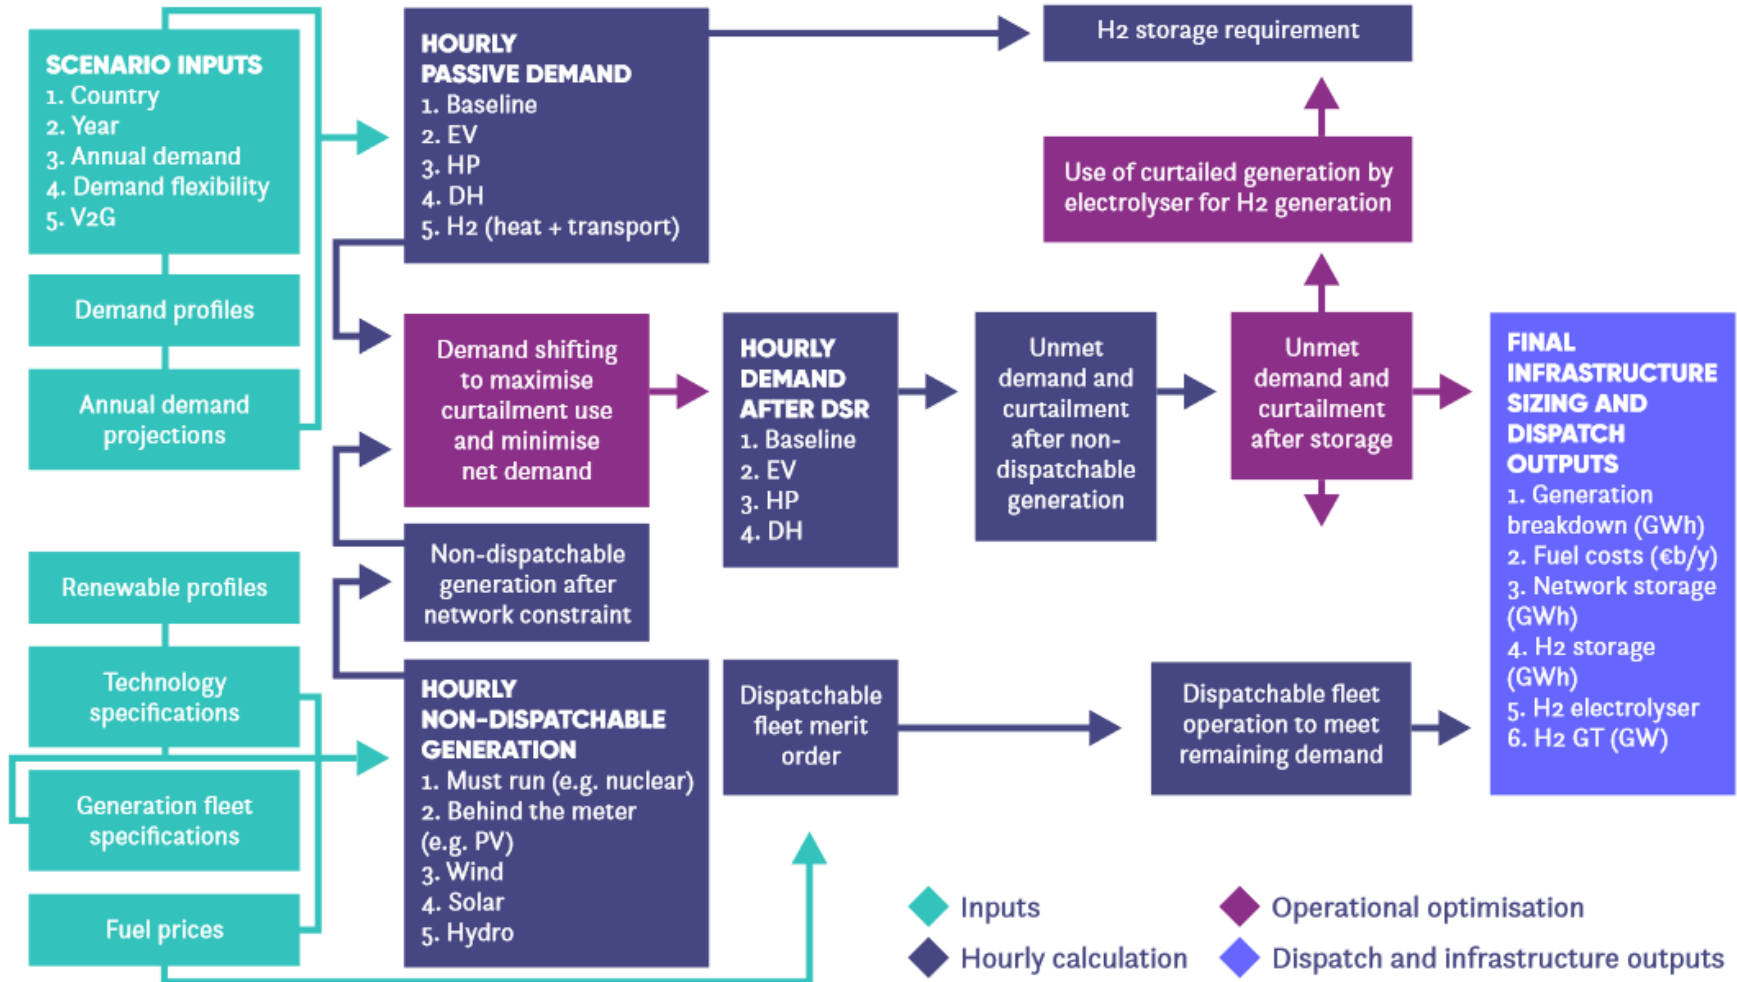 SCENARIO INPUTS
1. Country
2. Year
3. Annual demand
4. Demand flexibility
5. V2G
Demand profiles
Annual demand
projections
Renewable profiles
Technology
specifications
Generation fleet
specifications
Fuel prices
HOURLY
PASSIVE DEMAND
1. Baseline
2. EV
3. HP
4. DH
5. H2 (heat + transport)
Demand shifting
to maximise
curtailment use
and minimise
net demand
Non-dispatchable
generation after
network constraint
HOURLY
NON-DISPATCHABLE
GENERATION
1. Must run (e.g. nuclear)
2. Behind the meter
(e.g. PV)
3. Wind
4. Solar
5. Hydro
HOURLY
DEMAND
AFTER DSR
1. Baseline
2. EV
3. HP
4. DH
Dispatchable
fleet merit
order
Unmet
demand and
curtailment
after non-
dispatchable
generation
H2 storage requirement
Use of curtailed generation by
electrolyser for H2 generation
Unmet
demand and
curtailment
after storage
Dispatchable fleet
operation to meet
remaining demand
FINAL
INFRASTRUCTURE
SIZING AND
DISPATCH
OUTPUTS
1. Generation
breakdown (GWh)
2. Fuel costs (€b/y)
3. Network storage
(GWh)
4. H2 storage
(GWh)
5. H2 electrolyser
6. H2 GT (GW)
Inputs
Hourly calculation
Operational optimisation
Dispatch and infrastructure outputs